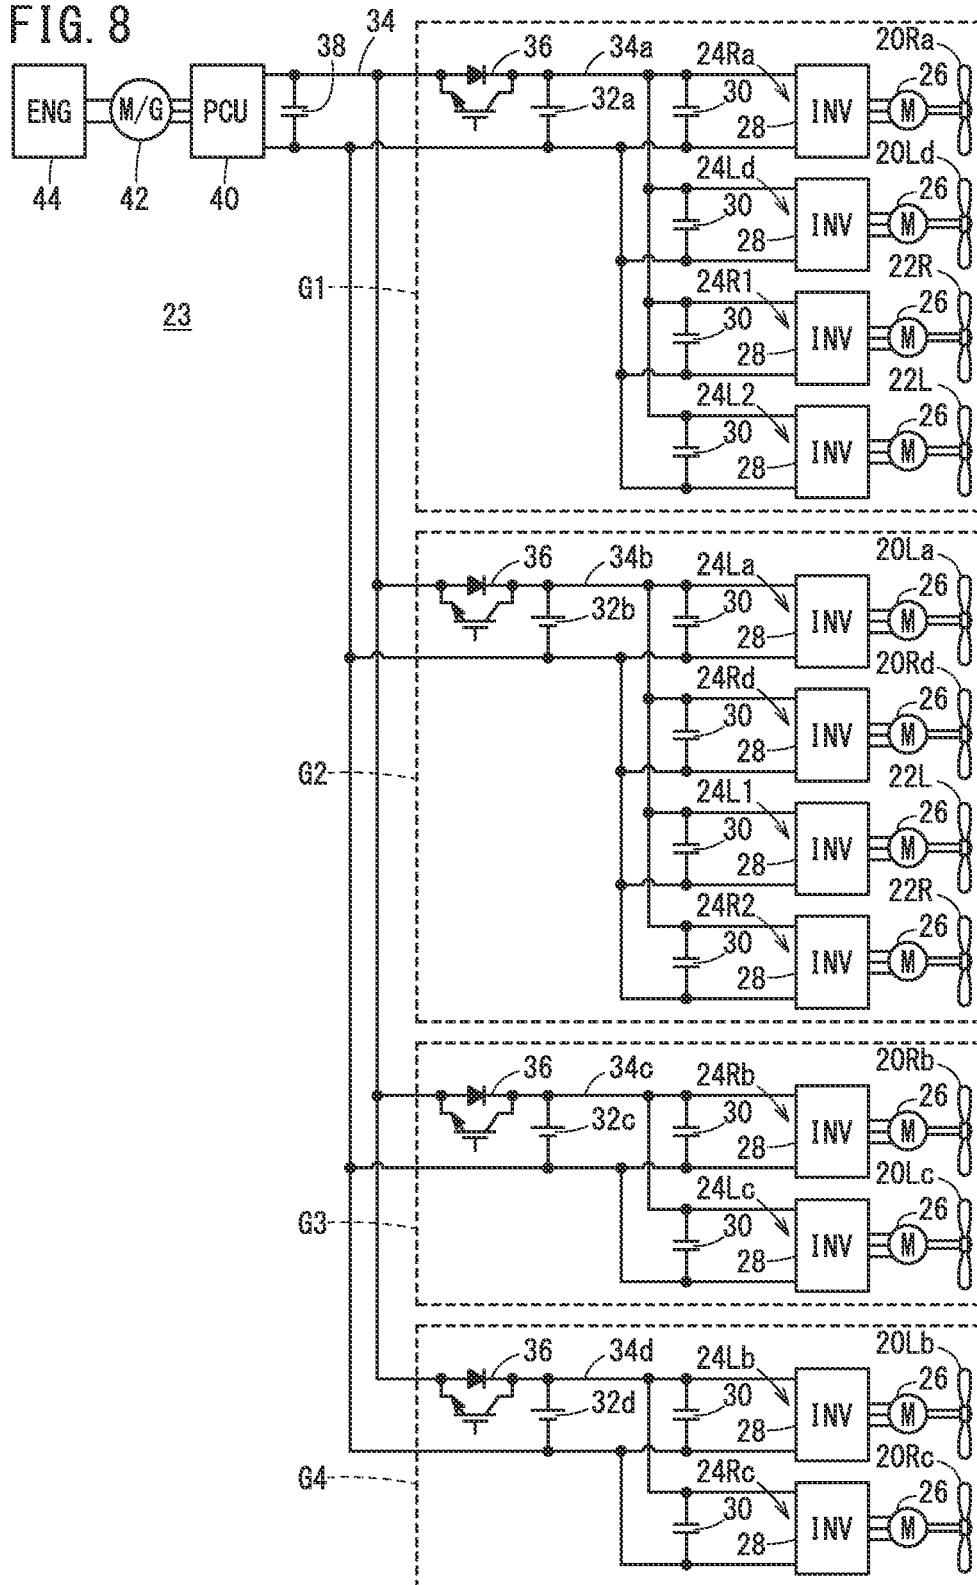 FIG. 8
38 34 36 34a 24Ra 26 20Ra
ENG M/G PCU 32a 30 28 INV M
44 42 40
24Ld 26 20Ld
30 28 INV M
G1
23
24R1 26 22R
30 28 INV M
24L2 26 22L
30 28 INV M
36 34b 24La 26 20La
32b 30 28 INV M
24Rd 26 20Rd
30 28 INV M
G2
24L1 26 22L
30 28 INV M
24R2 26 22R
30 28 INV M
36 34c 24Rb 26 20Rb
32c 30 28 INV M
24Lc 26 20Lc
G3 30 28 INV M
36 34d 24Lb 26 20Lb
32d 30 28 INV M
24Rc 26 20Rc
G4 30 28 INV M